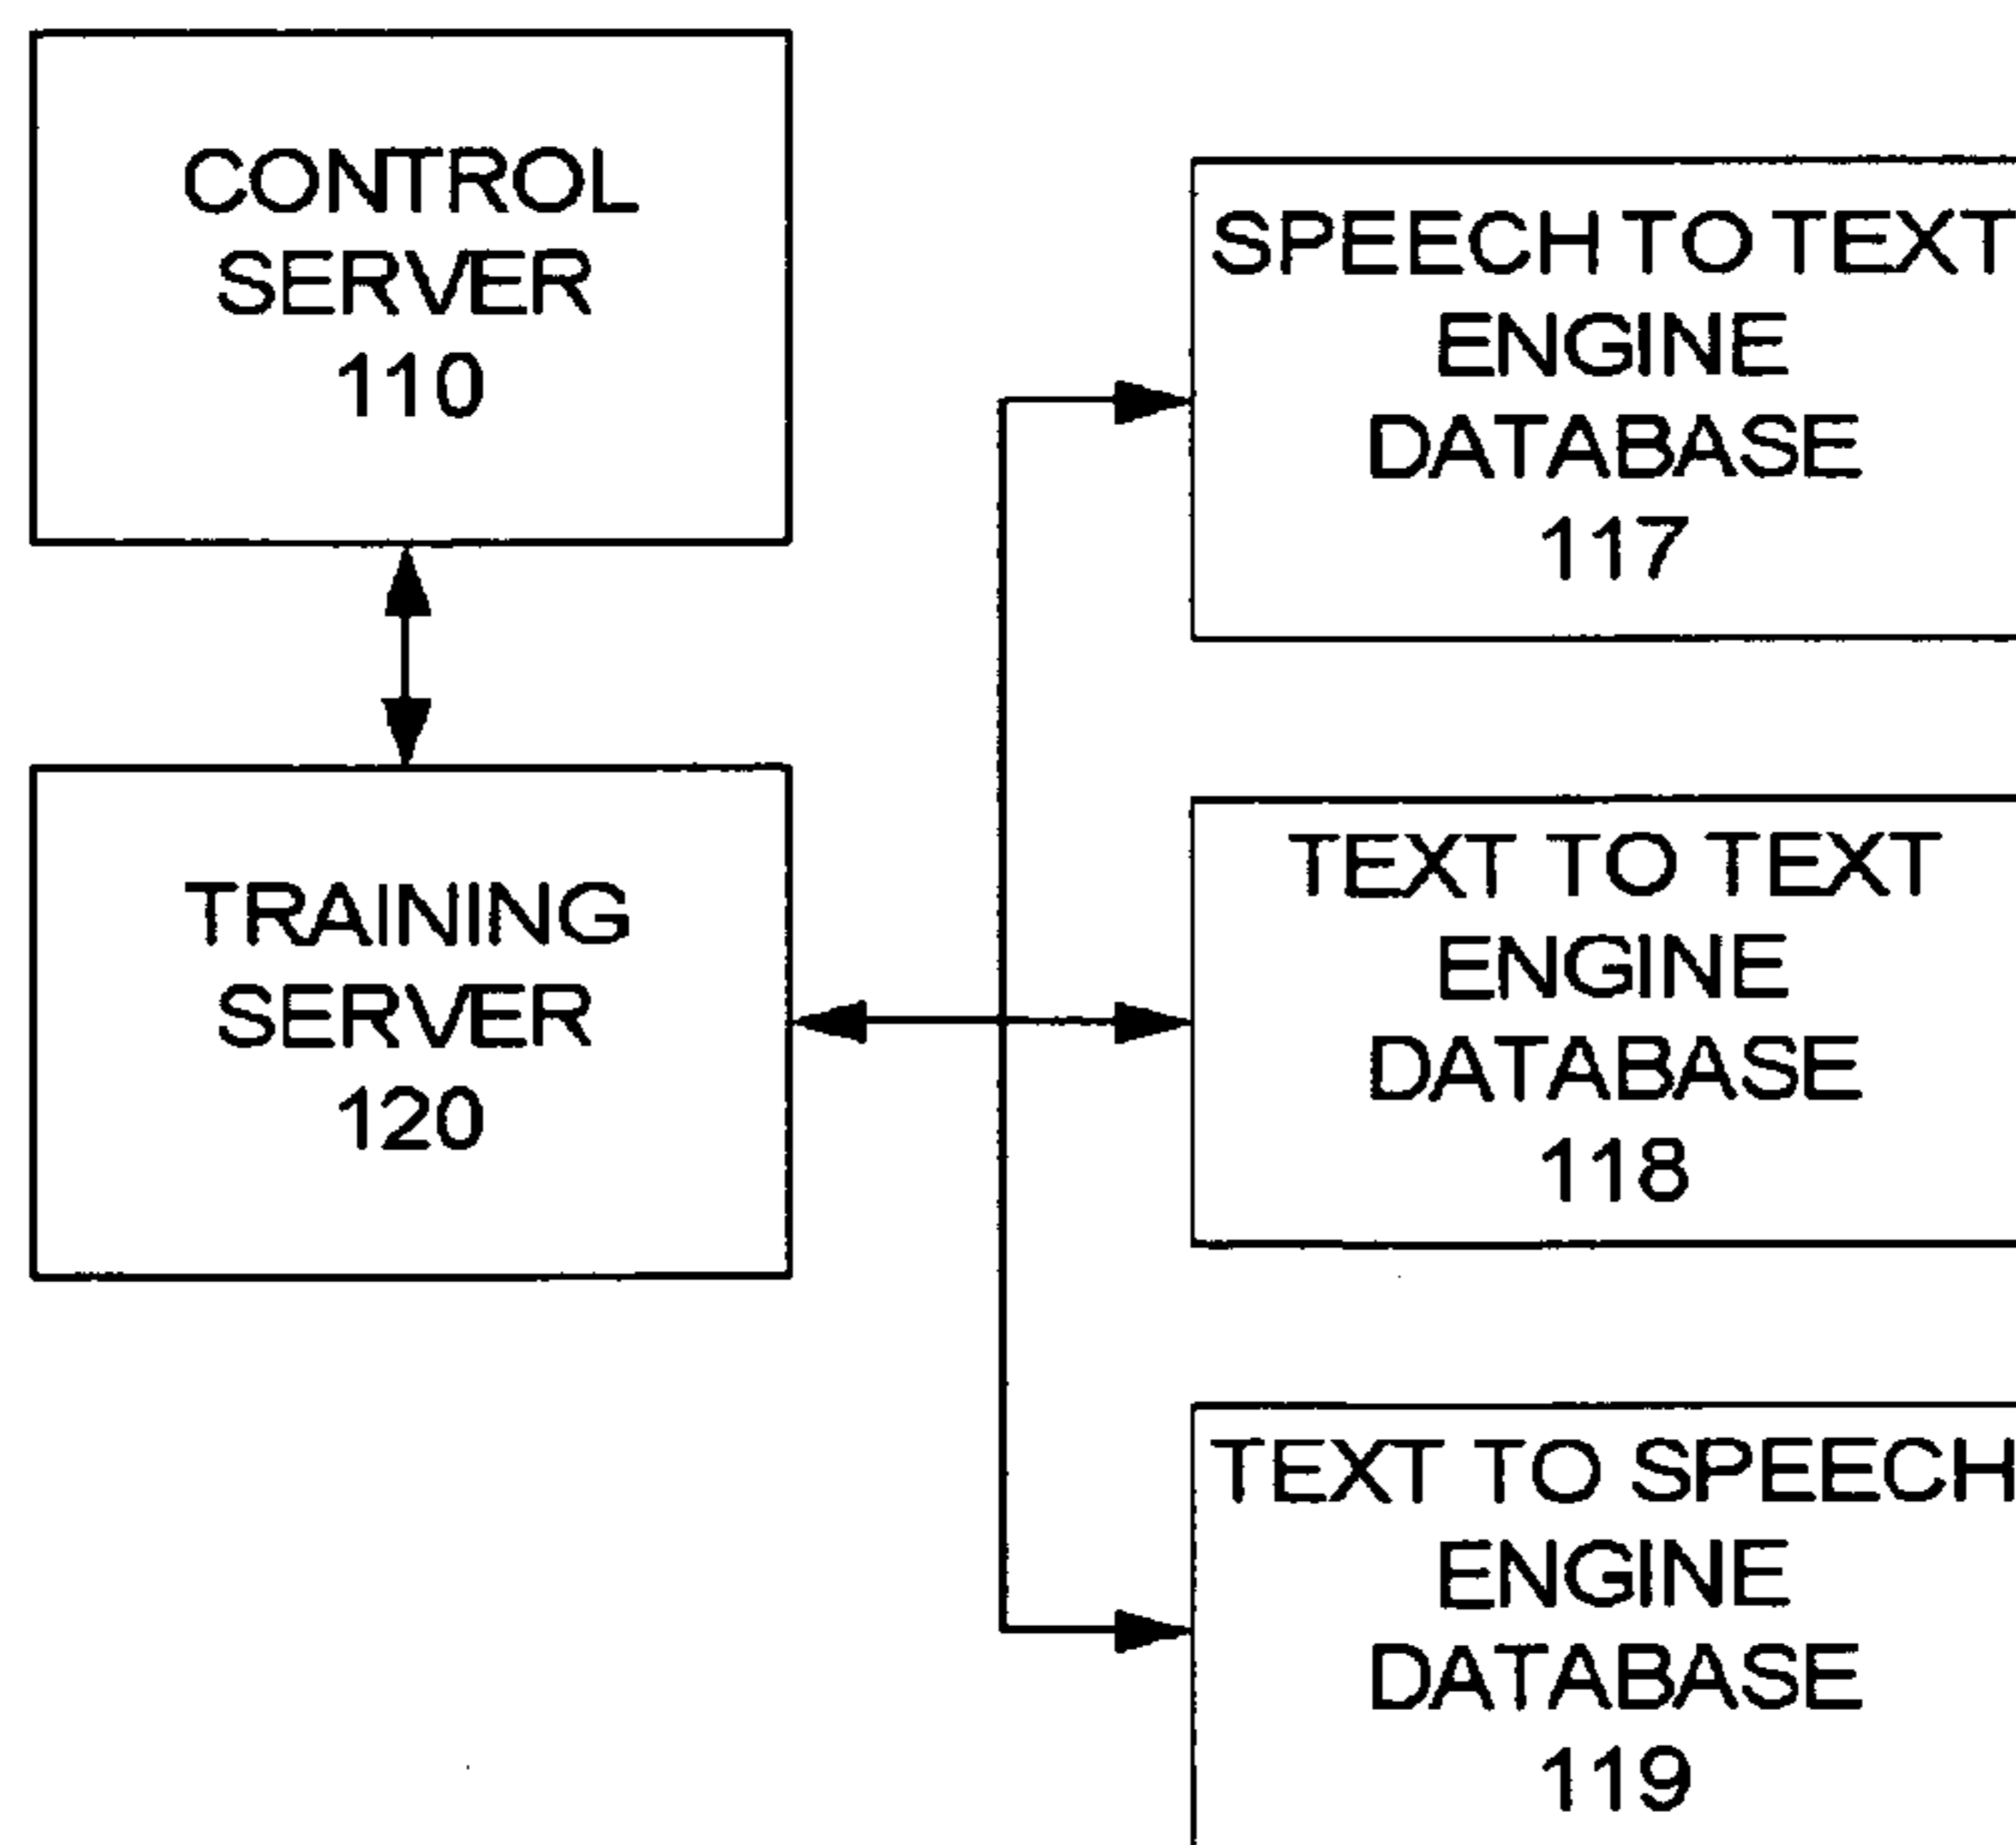 CONTROL
SERVER
110
SPEECH TO TEXT
ENGINE
DATABASE
117
TRAINING
SERVER
120
TEXT TO TEXT
ENGINE
DATABASE
118
TEXT TO SPEECH
ENGINE
DATABASE
119